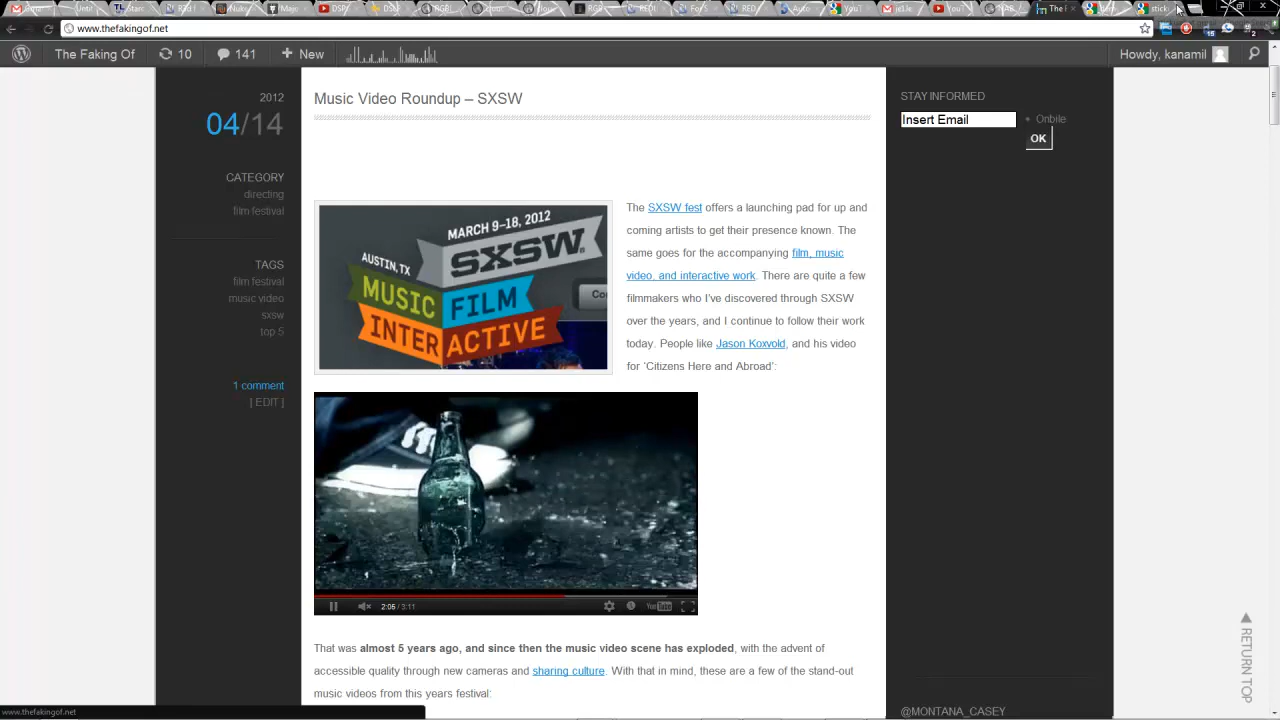 www.thefakingof.net
The Faking Of
10
141
New
Howdy, kanamil
2012
04/14
CATEGORY
directing
film festival
TAGS
film festival
music video
sxsw
top 5
1 comment
[ EDIT ]
Music Video Roundup – SXSW
MARCH 9-18, 2012
AUSTIN, TX
SXSW
MUSIC FILM
INTERACTIVE
The SXSW fest offers a launching pad for up and
coming artists to get their presence known. The
same goes for the accompanying film, music
video, and interactive work. There are quite a few
filmmakers who I've discovered through SXSW
over the years, and I continue to follow their work
today. People like Jason Koxvold, and his video
for 'Citizens Here and Abroad':
2:06 / 3:11
YouTube
That was almost 5 years ago, and since then the music video scene has exploded, with the advent of
accessible quality through new cameras and sharing culture. With that in mind, these are a few of the stand-out
music videos from this years festival:
STAY INFORMED
Insert Email
Onbile
OK
RETURN TOP
@MONTANA_CASEY
www.thefakingof.net